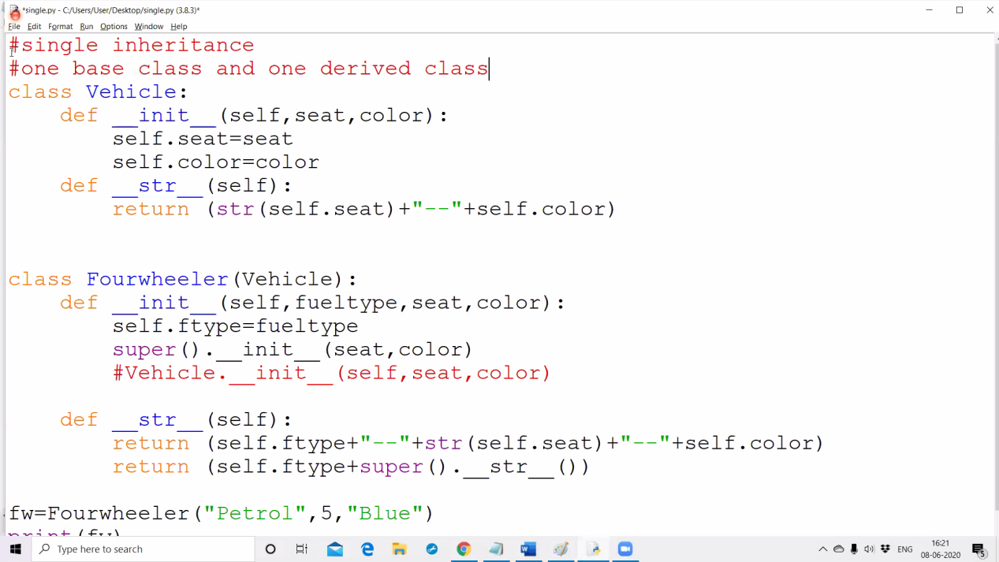 *single.py - C:/Users/User/Desktop/single.py (3.8.3)*
File Edit Format Run Options Window Help
#single inheritance
#one base class and one derived class
class Vehicle:
    def __init__(self,seat,color):
        self.seat=seat
        self.color=color
    def __str__(self):
        return (str(self.seat)+"--"+self.color)
class Fourwheeler(Vehicle):
    def __init__(self,fueltype,seat,color):
        self.ftype=fueltype
        super().__init__(seat,color)
        #Vehicle.__init__(self,seat,color)
    def __str__(self):
        return (self.ftype+"--"+str(self.seat)+"--"+self.color)
        return (self.ftype+super().__str__())
fw=Fourwheeler("Petrol",5,"Blue")
print(fw)
Type here to search
ENG
16:21
08-06-2020
5